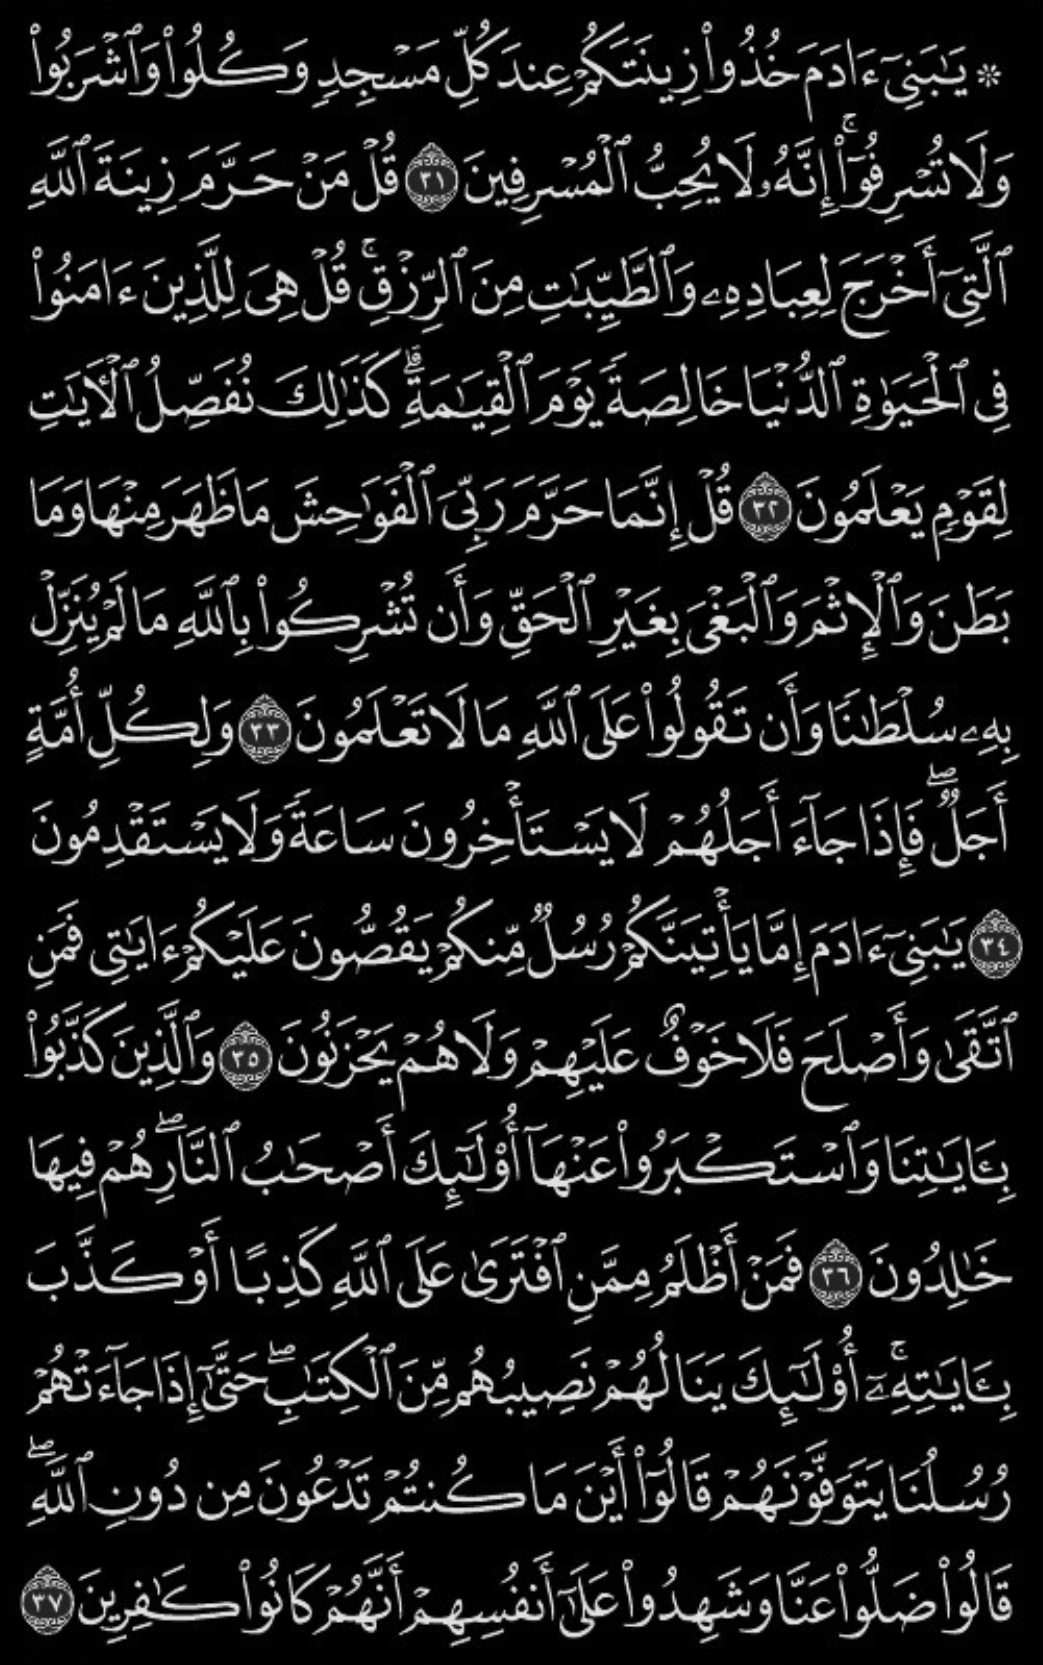 ۞ يَٰبَنِىٓ ءَادَمَ خُذُوا۟ زِينَتَكُمْ عِندَ كُلِّ مَسْجِدٍ وَكُلُوا۟ وَٱشْرَبُوا۟
وَلَا تُسْرِفُوٓا۟ ۚ إِنَّهُۥ لَا يُحِبُّ ٱلْمُسْرِفِينَ ٣١ قُلْ مَنْ حَرَّمَ زِينَةَ ٱللَّهِ
ٱلَّتِىٓ أَخْرَجَ لِعِبَادِهِۦ وَٱلطَّيِّبَٰتِ مِنَ ٱلرِّزْقِ ۚ قُلْ هِىَ لِلَّذِينَ ءَامَنُوا۟
فِى ٱلْحَيَوٰةِ ٱلدُّنْيَا خَالِصَةً يَوْمَ ٱلْقِيَٰمَةِ ۗ كَذَٰلِكَ نُفَصِّلُ ٱلْءَايَٰتِ
لِقَوْمٍ يَعْلَمُونَ ٣٢ قُلْ إِنَّمَا حَرَّمَ رَبِّىَ ٱلْفَوَٰحِشَ مَا ظَهَرَ مِنْهَا وَمَا
بَطَنَ وَٱلْإِثْمَ وَٱلْبَغْىَ بِغَيْرِ ٱلْحَقِّ وَأَن تُشْرِكُوا۟ بِٱللَّهِ مَا لَمْ يُنَزِّلْ
بِهِۦ سُلْطَٰنًا وَأَن تَقُولُوا۟ عَلَى ٱللَّهِ مَا لَا تَعْلَمُونَ ٣٣ وَلِكُلِّ أُمَّةٍ
أَجَلٌ ۖ فَإِذَا جَآءَ أَجَلُهُمْ لَا يَسْتَأْخِرُونَ سَاعَةً وَلَا يَسْتَقْدِمُونَ
٣٤ يَٰبَنِىٓ ءَادَمَ إِمَّا يَأْتِيَنَّكُمْ رُسُلٌ مِّنكُمْ يَقُصُّونَ عَلَيْكُمْ ءَايَٰتِى فَمَنِ
ٱتَّقَىٰ وَأَصْلَحَ فَلَا خَوْفٌ عَلَيْهِمْ وَلَا هُمْ يَحْزَنُونَ ٣٥ وَٱلَّذِينَ كَذَّبُوا۟
بِـَٔايَٰتِنَا وَٱسْتَكْبَرُوا۟ عَنْهَآ أُو۟لَٰٓئِكَ أَصْحَٰبُ ٱلنَّارِ ۖ هُمْ فِيهَا
خَٰلِدُونَ ٣٦ فَمَنْ أَظْلَمُ مِمَّنِ ٱفْتَرَىٰ عَلَى ٱللَّهِ كَذِبًا أَوْ كَذَّبَ
بِـَٔايَٰتِهِۦٓ ۚ أُو۟لَٰٓئِكَ يَنَالُهُمْ نَصِيبُهُم مِّنَ ٱلْكِتَٰبِ ۖ حَتَّىٰٓ إِذَا جَآءَتْهُمْ
رُسُلُنَا يَتَوَفَّوْنَهُمْ قَالُوٓا۟ أَيْنَ مَا كُنتُمْ تَدْعُونَ مِن دُونِ ٱللَّهِ ۖ
قَالُوا۟ ضَلُّوا۟ عَنَّا وَشَهِدُوا۟ عَلَىٰٓ أَنفُسِهِمْ أَنَّهُمْ كَانُوا۟ كَٰفِرِينَ ٣٧